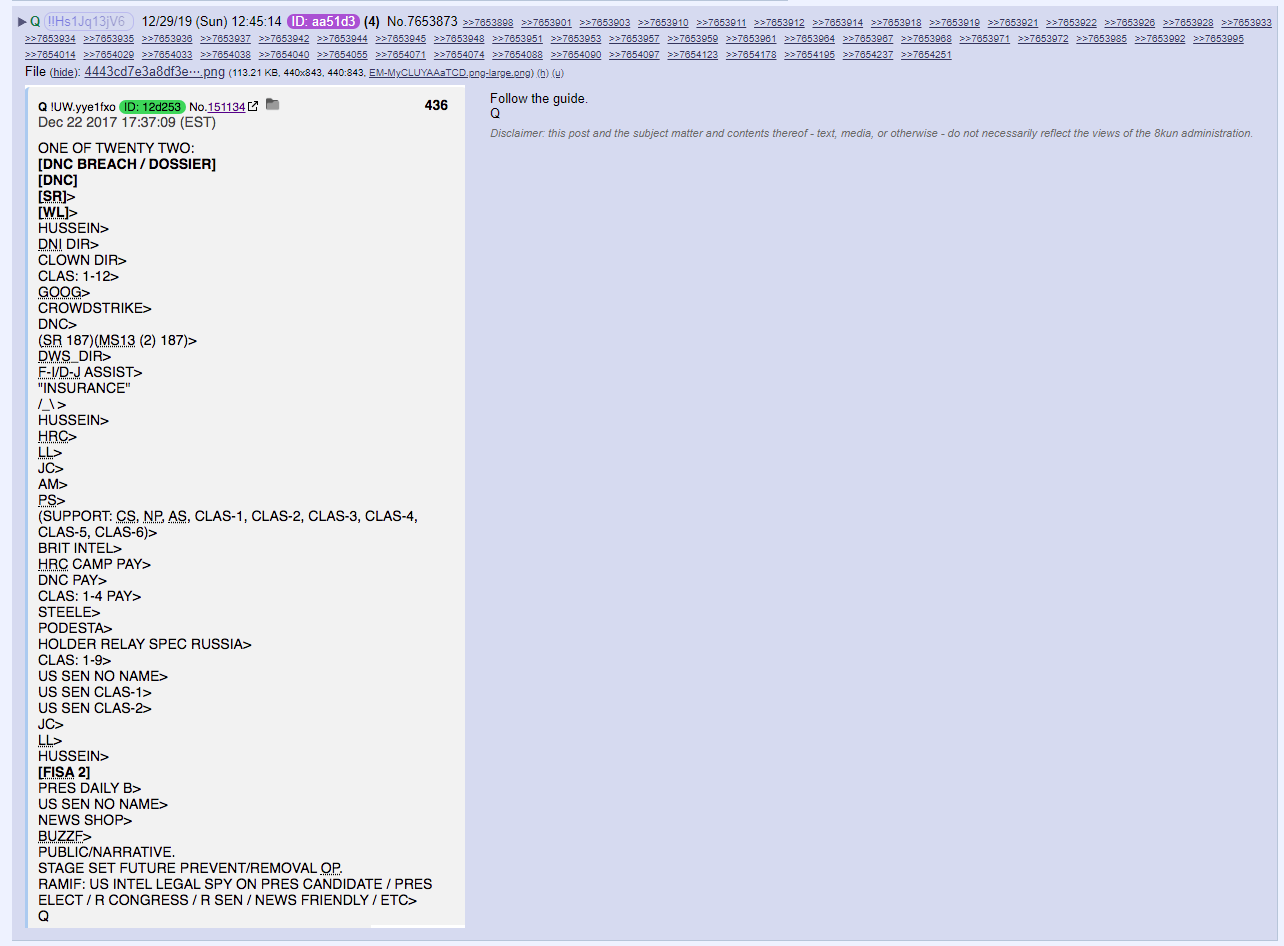 ▶ Q !!Hs1Jq13jV6 12/29/19 (Sun) 12:45:14 ID: aa51d3 (4) No.7653873 >>7653898 >>7653901 >>7653903 >>7653910 >>7653911 >>7653912 >>7653914 >>7653918 >>7653919 >>7653921 >>7653922 >>7653926 >>7653928 >>7653933
>>7653934 >>7653935 >>7653936 >>7653937 >>7653942 >>7653944 >>7653945 >>7653948 >>7653951 >>7653953 >>7653957 >>7653959 >>7653961 >>7653964 >>7653967 >>7653968 >>7653971 >>7653972 >>7653985 >>7653992 >>7653995
>>7654014 >>7654029 >>7654033 >>7654038 >>7654040 >>7654055 >>7654071 >>7654074 >>7654088 >>7654090 >>7654097 >>7654123 >>7654178 >>7654195 >>7654237 >>7654251
File (hide): 4443cd7e3a8df3e⋯.png (113.21 KB, 440x843, 440:843, EM-MyCLUYAAaTCD.png-large.png) (h) (u)
Q !UW.yye1fxo ID: 12d253 No.151134 436
Dec 22 2017 17:37:09 (EST)
ONE OF TWENTY TWO:
[DNC BREACH / DOSSIER]
[DNC]
[SR]>
[WL]>
HUSSEIN>
DNI DIR>
CLOWN DIR>
CLAS: 1-12>
GOOG>
CROWDSTRIKE>
DNC>
(SR 187)(MS13 (2) 187)>
DWS_DIR>
F-I/D-J ASSIST>
"INSURANCE"
/_\ >
HUSSEIN>
HRC>
LL>
JC>
AM>
PS>
(SUPPORT: CS, NP, AS, CLAS-1, CLAS-2, CLAS-3, CLAS-4,
CLAS-5, CLAS-6)>
BRIT INTEL>
HRC CAMP PAY>
DNC PAY>
CLAS: 1-4 PAY>
STEELE>
PODESTA>
HOLDER RELAY SPEC RUSSIA>
CLAS: 1-9>
US SEN NO NAME>
US SEN CLAS-1>
US SEN CLAS-2>
JC>
LL>
HUSSEIN>
[FISA 2]
PRES DAILY B>
US SEN NO NAME>
NEWS SHOP>
BUZZF>
PUBLIC/NARRATIVE.
STAGE SET FUTURE PREVENT/REMOVAL OP.
RAMIF: US INTEL LEGAL SPY ON PRES CANDIDATE / PRES
ELECT / R CONGRESS / R SEN / NEWS FRIENDLY / ETC>
Q
Follow the guide.
Q
Disclaimer: this post and the subject matter and contents thereof - text, media, or otherwise - do not necessarily reflect the views of the 8kun administration.